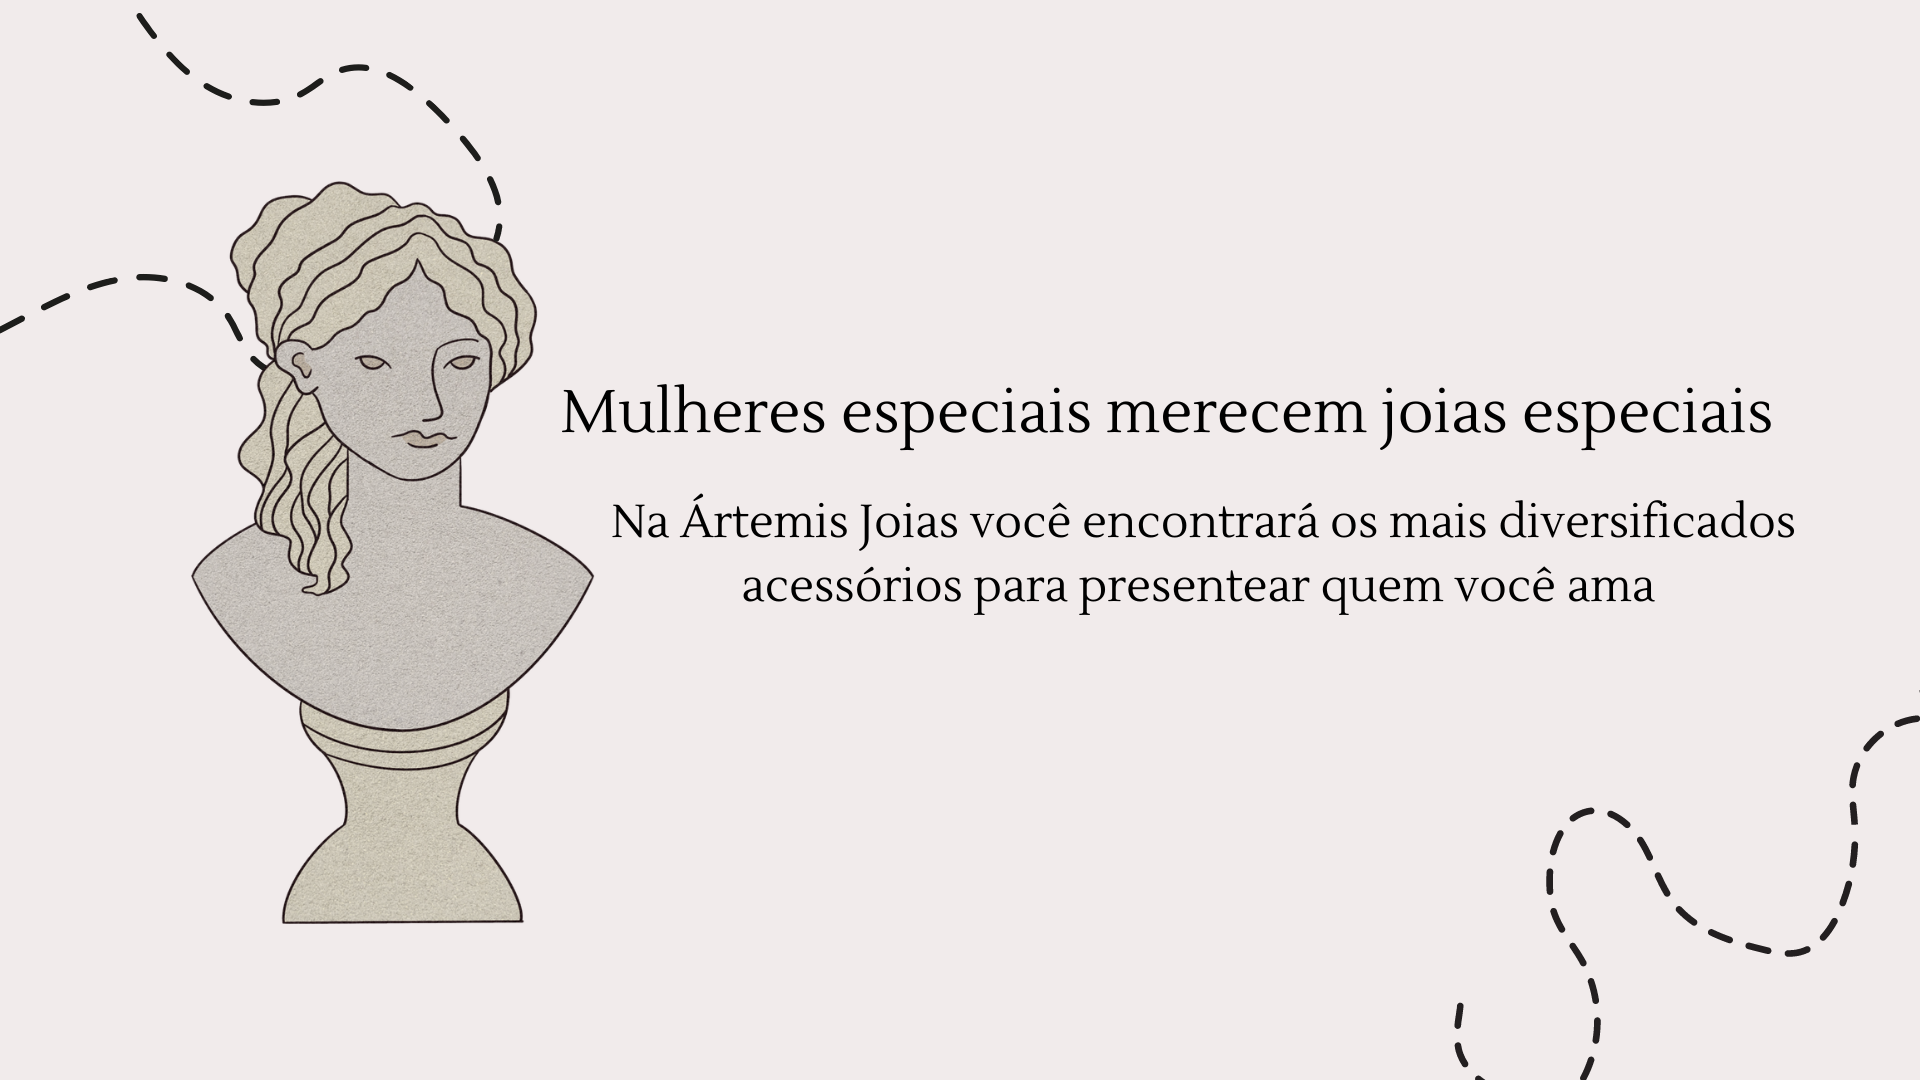 Mulheres especiais merecem joias especiais
Na Ártemis Joias você encontrará os mais diversificados
acessórios para presentear quem você ama